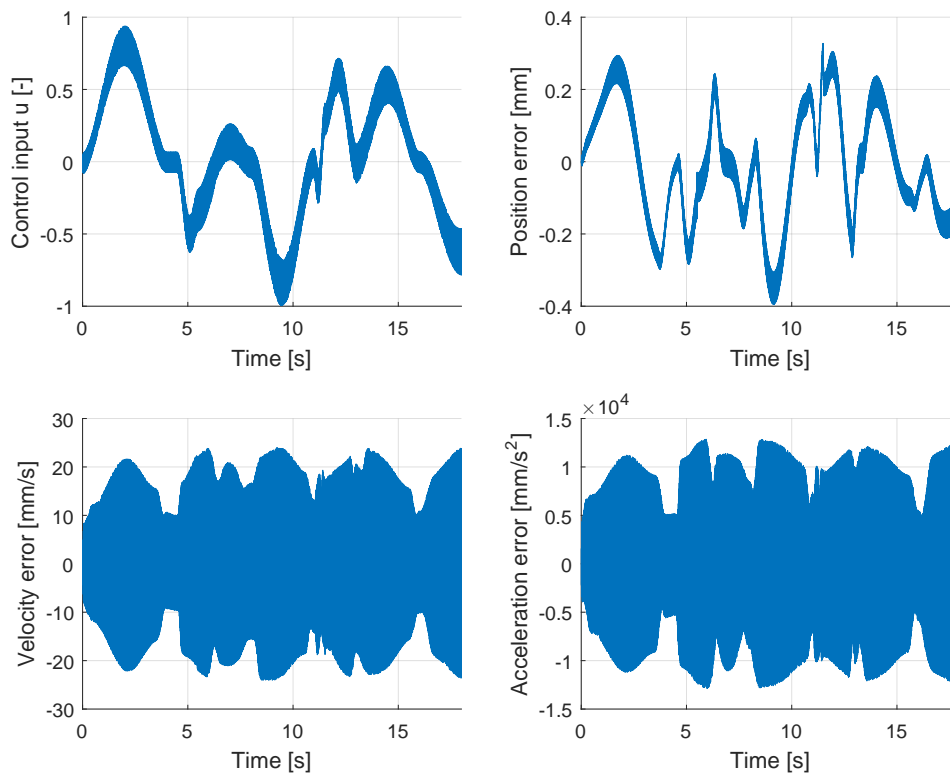 1
0.5
0
-0.5
-1
Control input u [-]
0 5 10 15
Time [s]
0.4
0.2
0
-0.2
-0.4
Position error [mm]
0 5 10 15
Time [s]
30
20
10
0
-10
-20
-30
Velocity error [mm/s]
0 5 10 15
Time [s]
×10⁴
1.5
1
0.5
0
-0.5
-1
-1.5
Acceleration error [mm/s²]
0 5 10 15
Time [s]